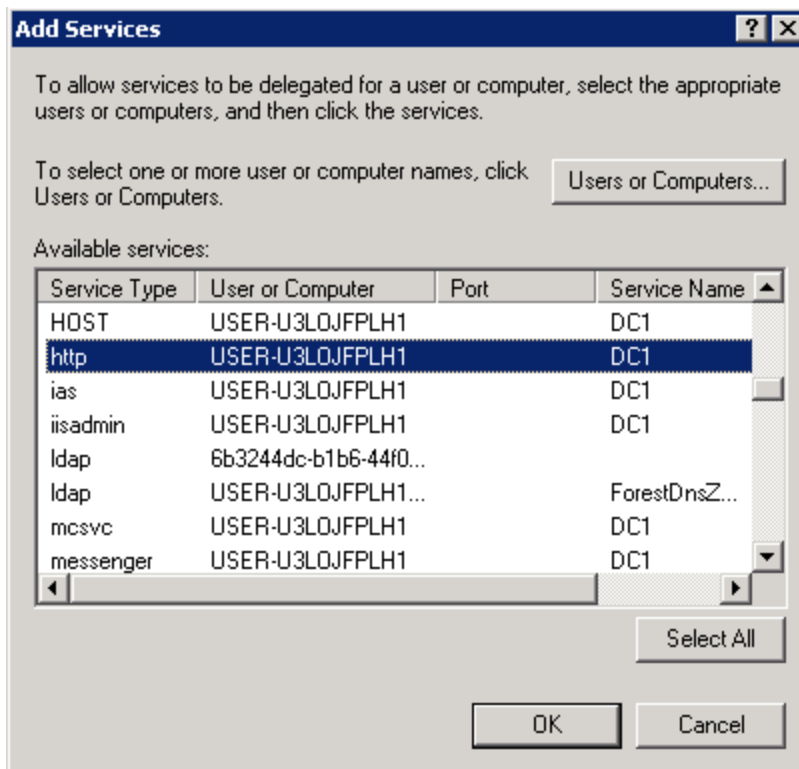 Add Services
To allow services to be delegated for a user or computer, select the appropriate
users or computers, and then click the services.
To select one or more user or computer names, click
Users or Computers.
Users or Computers...
Available services:
Service Type User or Computer Port Service Name
HOST USER-U3LOJFPLH1 DC1
http USER-U3LOJFPLH1 DC1
ias USER-U3LOJFPLH1 DC1
iisadmin USER-U3LOJFPLH1 DC1
ldap 6b3244dc-b1b6-44f0...
ldap USER-U3LOJFPLH1... ForestDnsZ...
mcsvc USER-U3LOJFPLH1 DC1
messenger USER-U3LOJFPLH1 DC1
Select All
OK Cancel